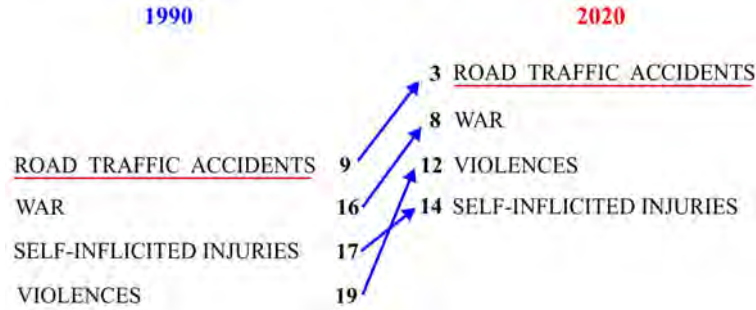 1990 2020
3 ROAD TRAFFIC ACCIDENTS
8 WAR
ROAD TRAFFIC ACCIDENTS 9 12 VIOLENCES
WAR 16 14 SELF-INFLICITED INJURIES
SELF-INFLICITED INJURIES 17
VIOLENCES 19